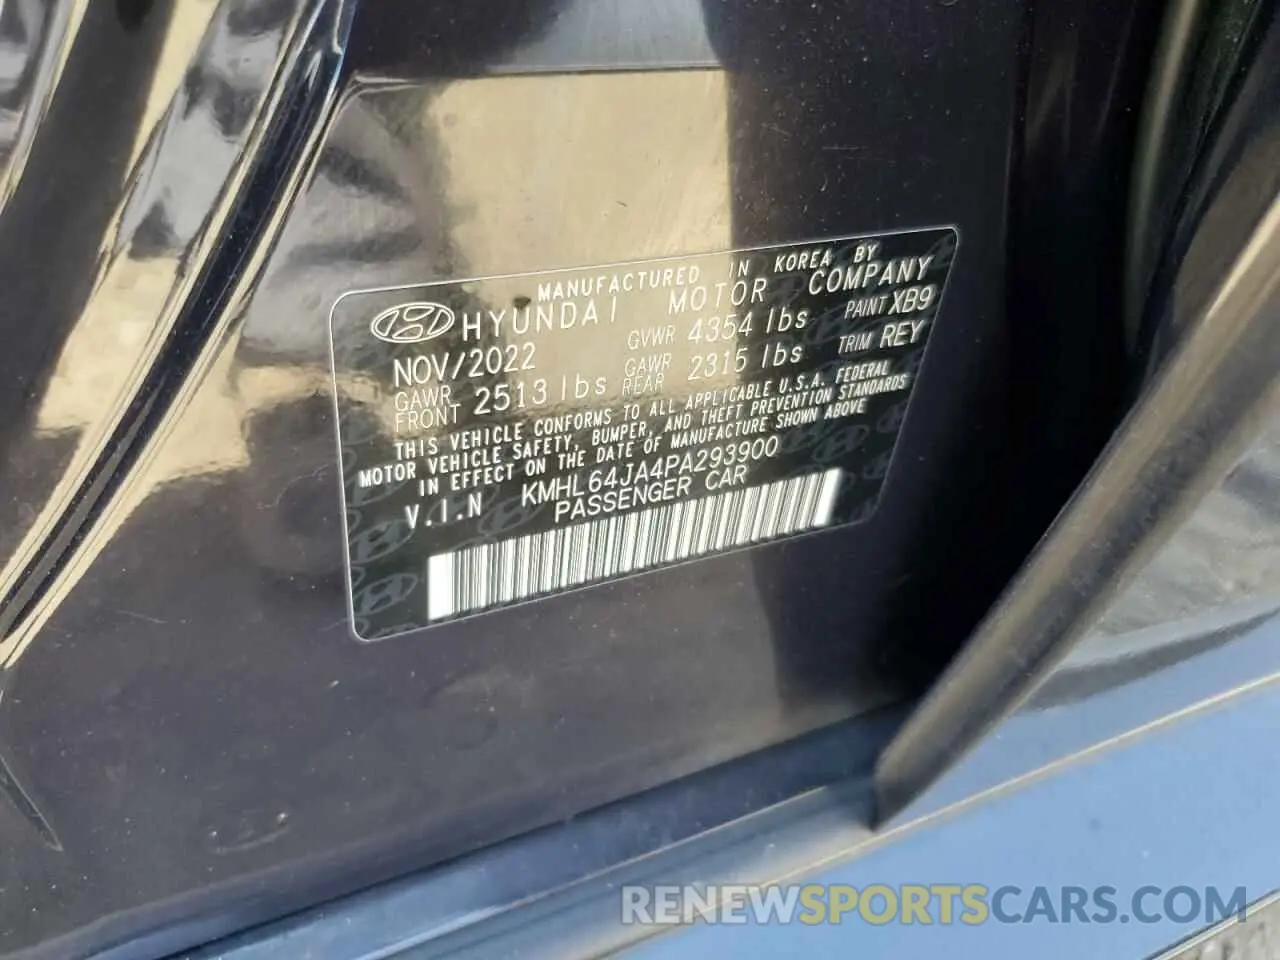 MANUFACTURED IN KOREA BY
HYUNDAI MOTOR COMPANY
NOV/2022 GVWR 4354 lbs PAINT XB9
GAWR FRONT 2513 lbs GAWR REAR 2315 lbs TRIM REY
THIS VEHICLE CONFORMS TO ALL APPLICABLE U.S.A. FEDERAL
MOTOR VEHICLE SAFETY, BUMPER, AND THEFT PREVENTION STANDARDS
IN EFFECT ON THE DATE OF MANUFACTURE SHOWN ABOVE
V.I.N KMHL64JA4PA293900
PASSENGER CAR
RENEWSPORTSCARS.COM